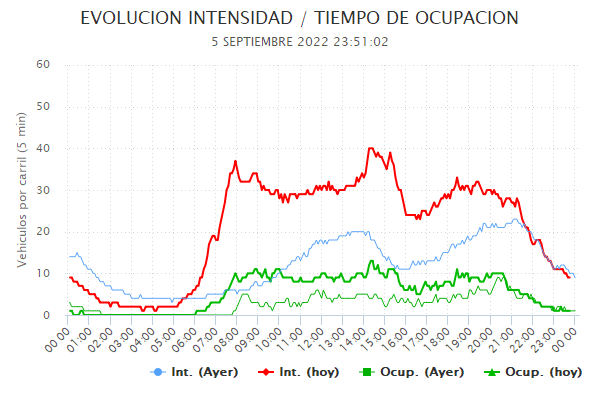 EVOLUCION INTENSIDAD / TIEMPO DE OCUPACION
5 SEPTIEMBRE 2022 23:51:02
Vehiculos por carril (5 min)
60
50
40
30
20
10
0
00:00 01:00 02:00 03:00 04:00 05:00 06:00 07:00 08:00 09:00 10:00 11:00 12:00 13:00 14:00 15:00 16:00 17:00 18:00 19:00 20:00 21:00 22:00 23:00 00:00
Int. (Ayer) Int. (hoy) Ocup. (Ayer) Ocup. (hoy)